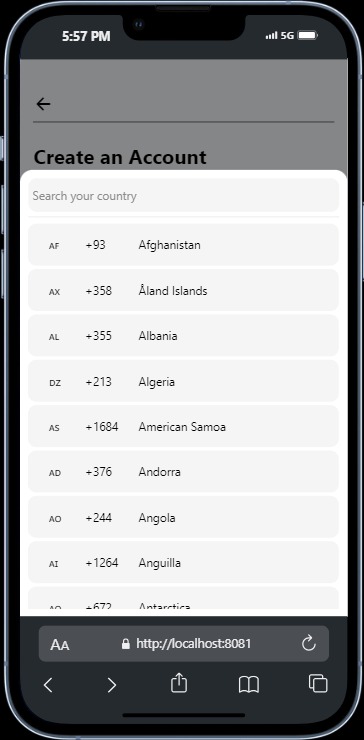 5:57 PM 5G
Create an Account
Search your country
AF +93 Afghanistan
AX +358 Åland Islands
AL +355 Albania
DZ +213 Algeria
AS +1684 American Samoa
AD +376 Andorra
AO +244 Angola
AI +1264 Anguilla
AQ +672 Antarctica
AA http://localhost:8081